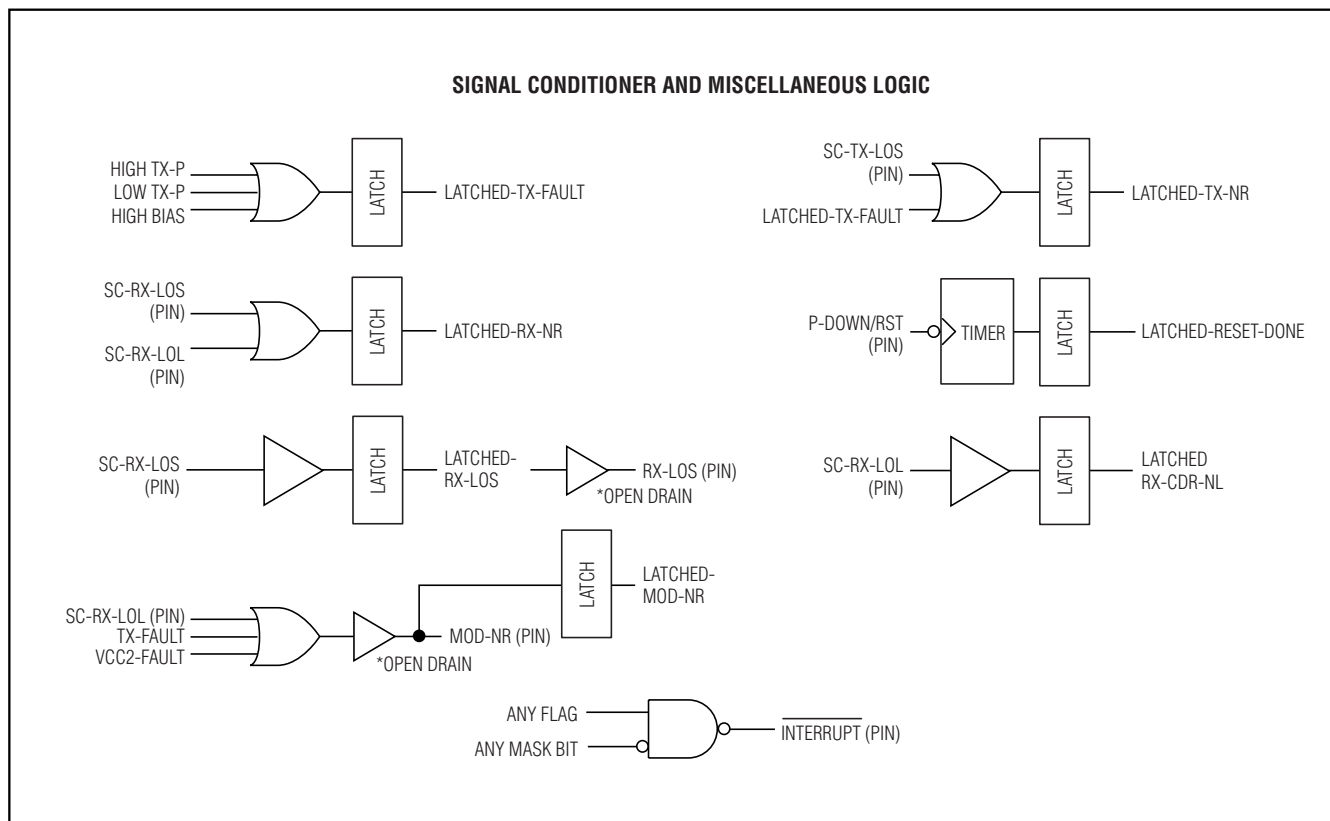 SIGNAL CONDITIONER AND MISCELLANEOUS LOGIC
HIGH TX-P
LOW TX-P
HIGH BIAS
LATCH
LATCHED-TX-FAULT
SC-TX-LOS
(PIN)
LATCHED-TX-FAULT
LATCH
LATCHED-TX-NR
SC-RX-LOS
(PIN)
SC-RX-LOL
(PIN)
LATCH
LATCHED-RX-NR
P-DOWN/RST
(PIN)
TIMER
LATCH
LATCHED-RESET-DONE
SC-RX-LOS
(PIN)
LATCH
LATCHED-
RX-LOS
RX-LOS (PIN)
*OPEN DRAIN
SC-RX-LOL
(PIN)
LATCH
LATCHED
RX-CDR-NL
SC-RX-LOL (PIN)
TX-FAULT
VCC2-FAULT
*OPEN DRAIN
MOD-NR (PIN)
LATCH
LATCHED-
MOD-NR
ANY FLAG
ANY MASK BIT
INTERRUPT (PIN)